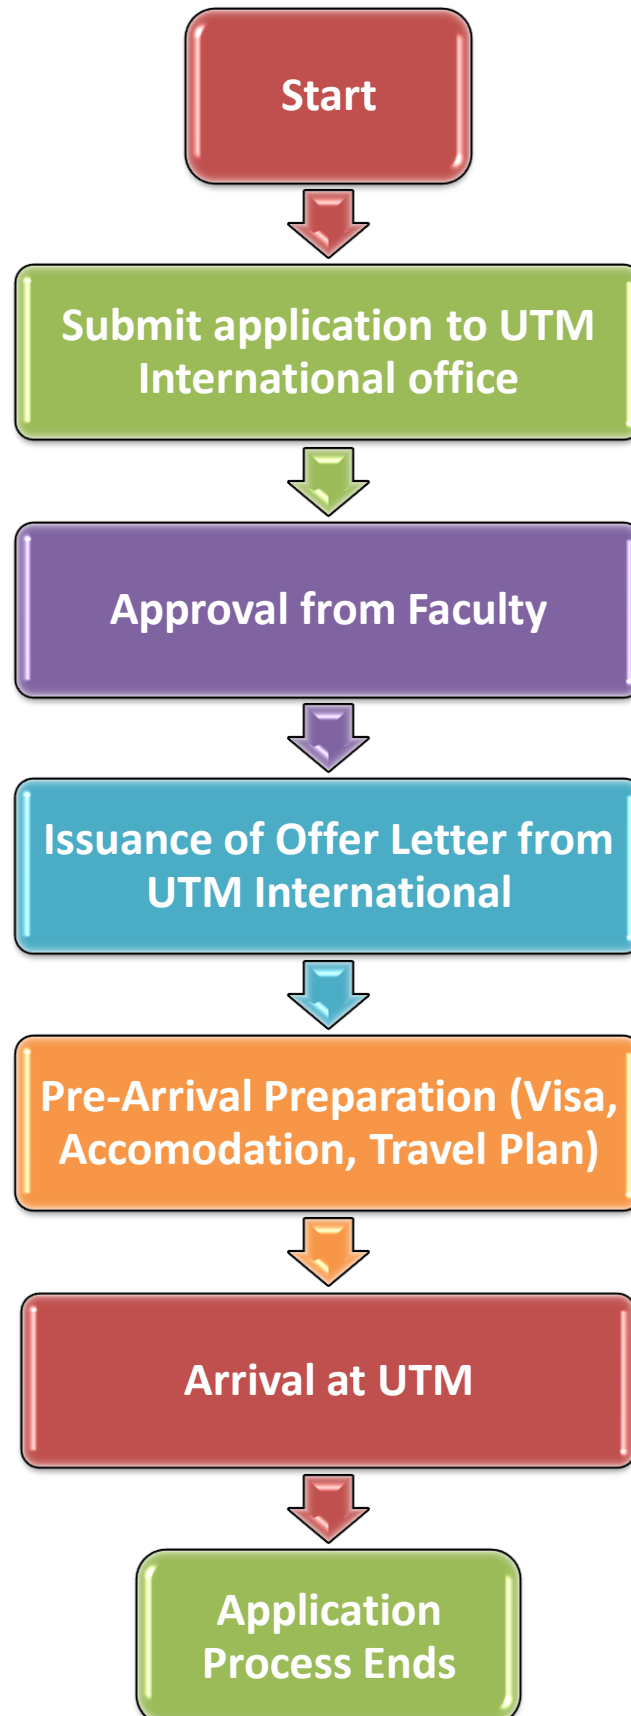 Start
Submit application to UTM
International office
Approval from Faculty
Issuance of Offer Letter from
UTM International
Pre-Arrival Preparation (Visa,
Accomodation, Travel Plan)
Arrival at UTM
Application
Process Ends